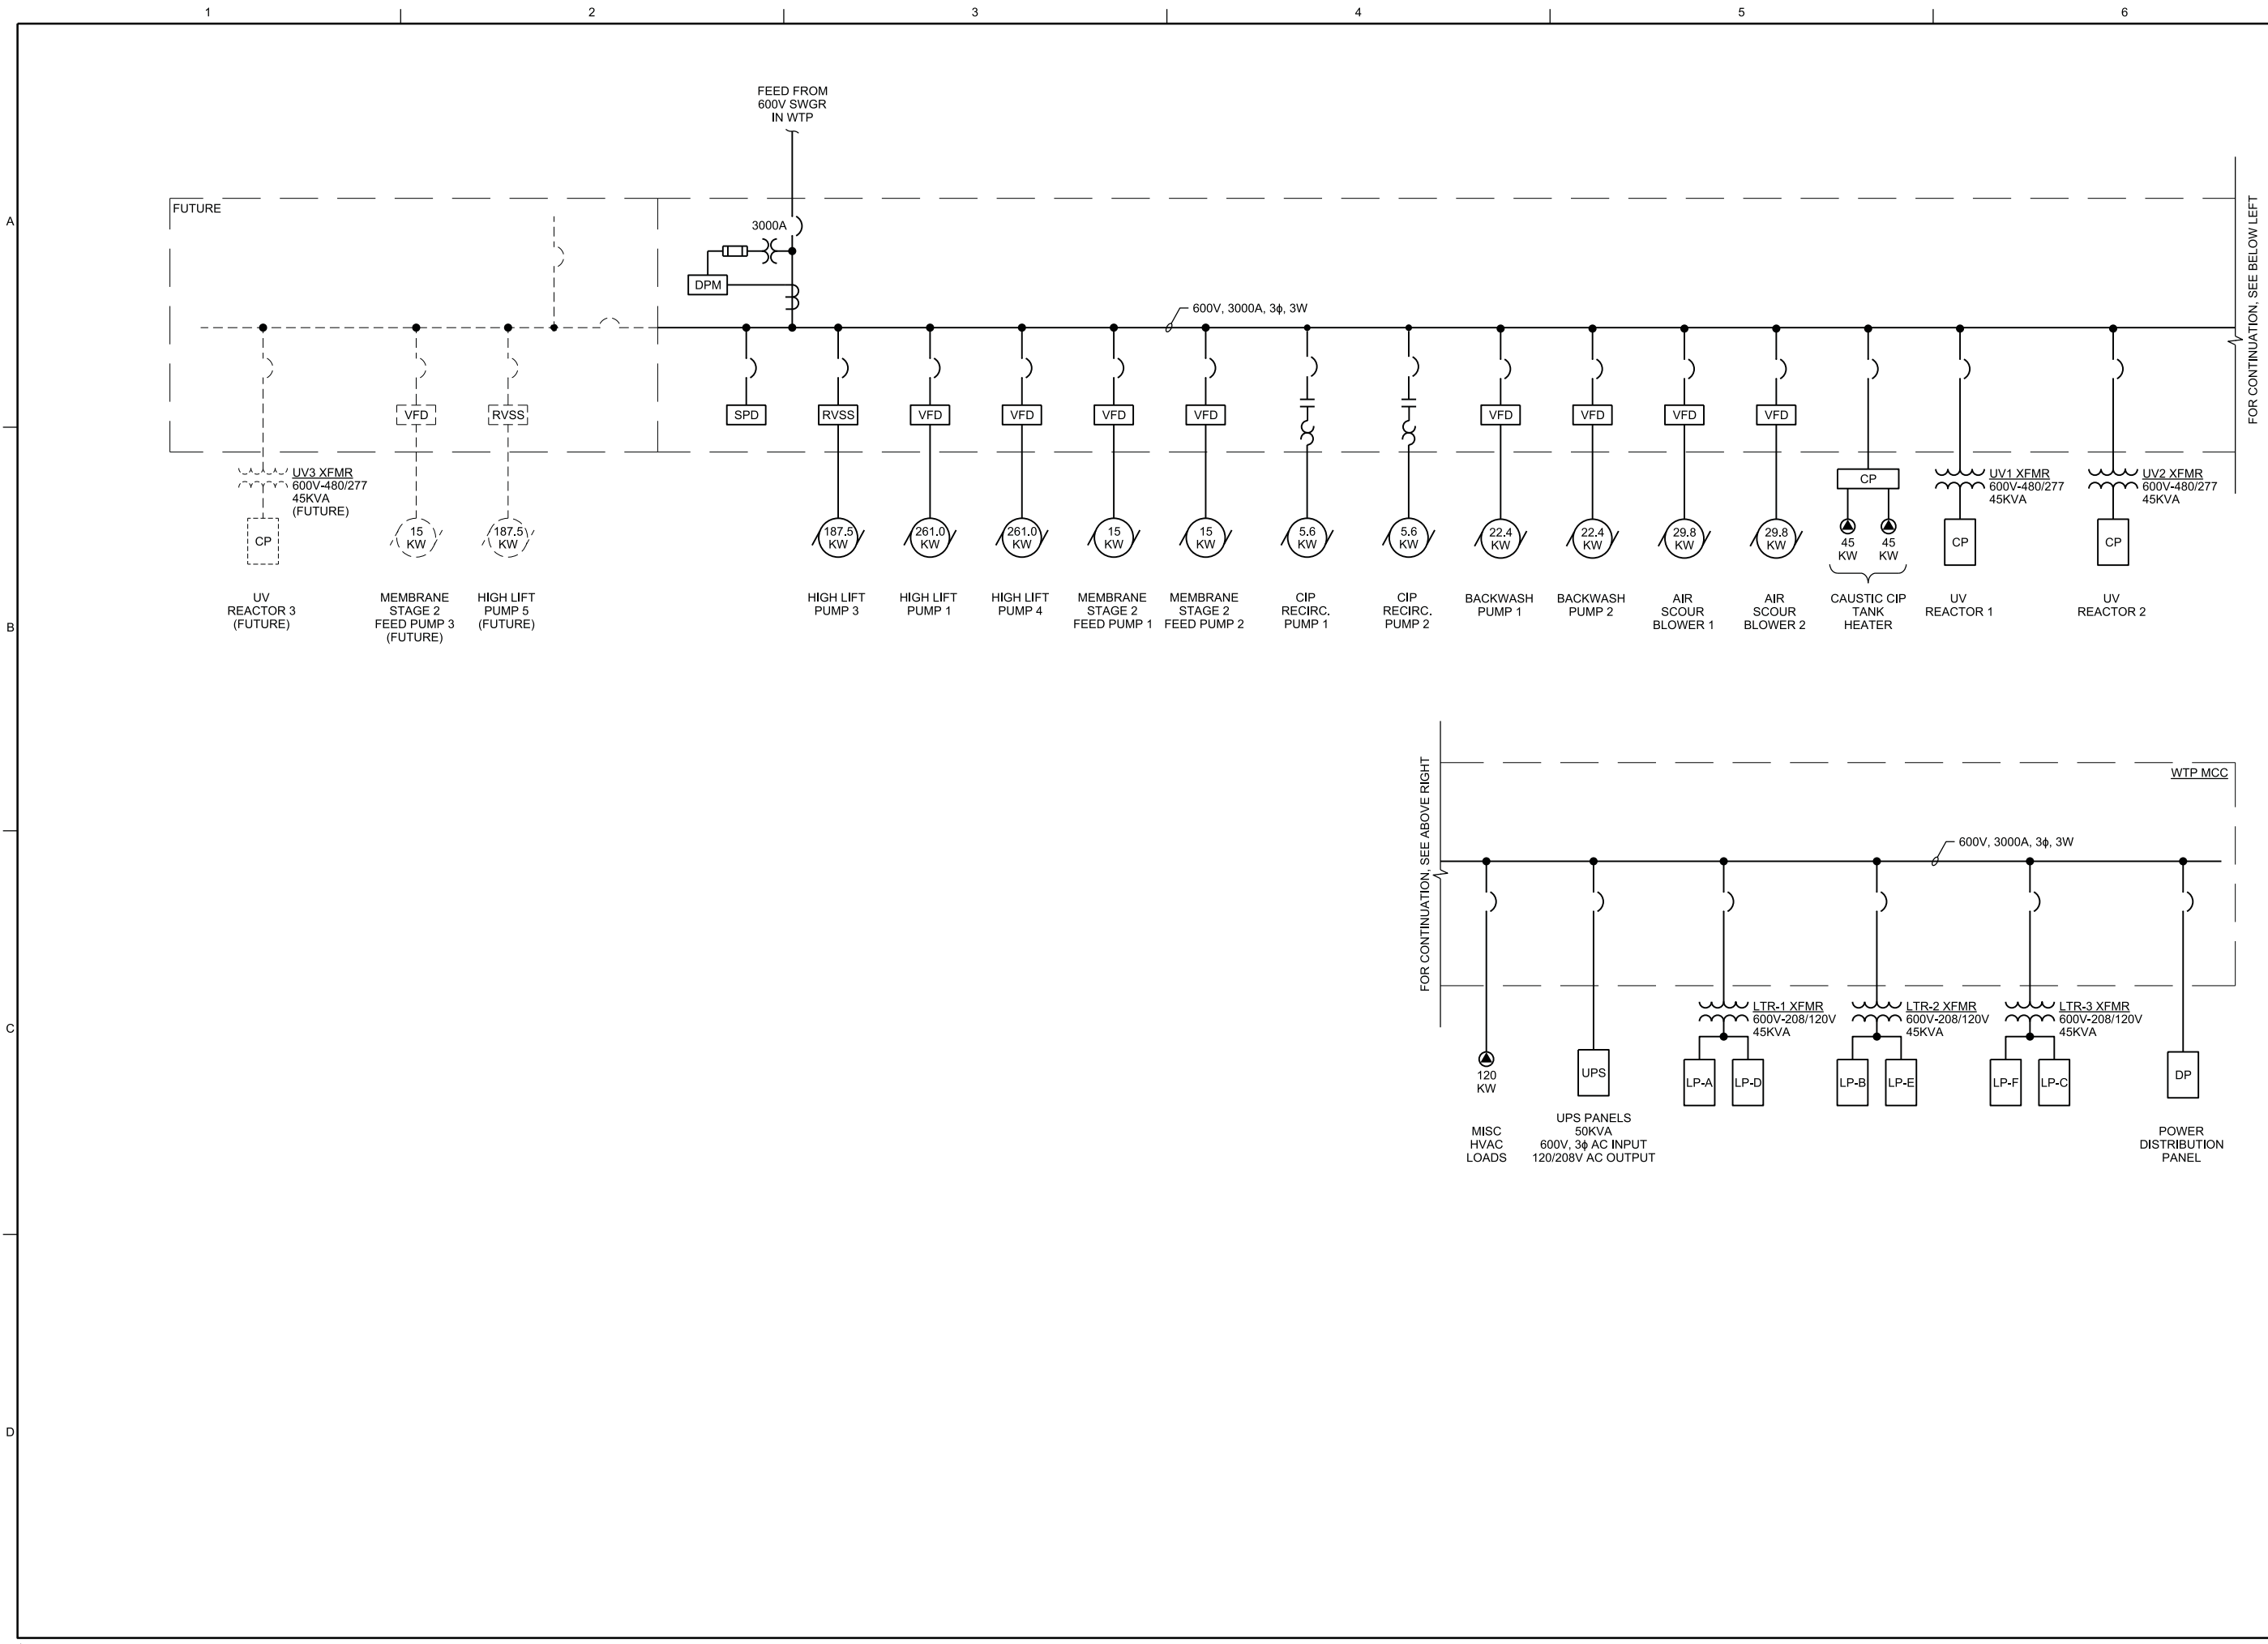 1
2
3
4
5
6
A
B
C
D
FEED FROM
600V SWGR
IN WTP
FUTURE
3000A
DPM
600V, 3000A, 3ϕ, 3W
FOR CONTINUATION, SEE BELOW LEFT
VFD
RVSS
SPD
RVSS
VFD
VFD
VFD
VFD
VFD
VFD
VFD
VFD
UV3 XFMR
600V-480/277
45KVA
(FUTURE)
CP
UV1 XFMR
600V-480/277
45KVA
UV2 XFMR
600V-480/277
45KVA
CP
15
KW
187.5
KW
187.5
KW
261.0
KW
261.0
KW
15
KW
15
KW
5.6
KW
5.6
KW
22.4
KW
22.4
KW
29.8
KW
29.8
KW
45
KW
45
KW
CP
CP
UV
REACTOR 3
(FUTURE)
MEMBRANE
STAGE 2
FEED PUMP 3
(FUTURE)
HIGH LIFT
PUMP 5
(FUTURE)
HIGH LIFT
PUMP 3
HIGH LIFT
PUMP 1
HIGH LIFT
PUMP 4
MEMBRANE
STAGE 2
FEED PUMP 1
MEMBRANE
STAGE 2
FEED PUMP 2
CIP
RECIRC.
PUMP 1
CIP
RECIRC.
PUMP 2
BACKWASH
PUMP 1
BACKWASH
PUMP 2
AIR
SCOUR
BLOWER 1
AIR
SCOUR
BLOWER 2
CAUSTIC CIP
TANK
HEATER
UV
REACTOR 1
UV
REACTOR 2
FOR CONTINUATION, SEE ABOVE RIGHT
WTP MCC
600V, 3000A, 3ϕ, 3W
LTR-1 XFMR
600V-208/120V
45KVA
LTR-2 XFMR
600V-208/120V
45KVA
LTR-3 XFMR
600V-208/120V
45KVA
120
KW
UPS
LP-A
LP-D
LP-B
LP-E
LP-F
LP-C
DP
MISC
HVAC
LOADS
UPS PANELS
50KVA
600V, 3ϕ AC INPUT
120/208V AC OUTPUT
POWER
DISTRIBUTION
PANEL